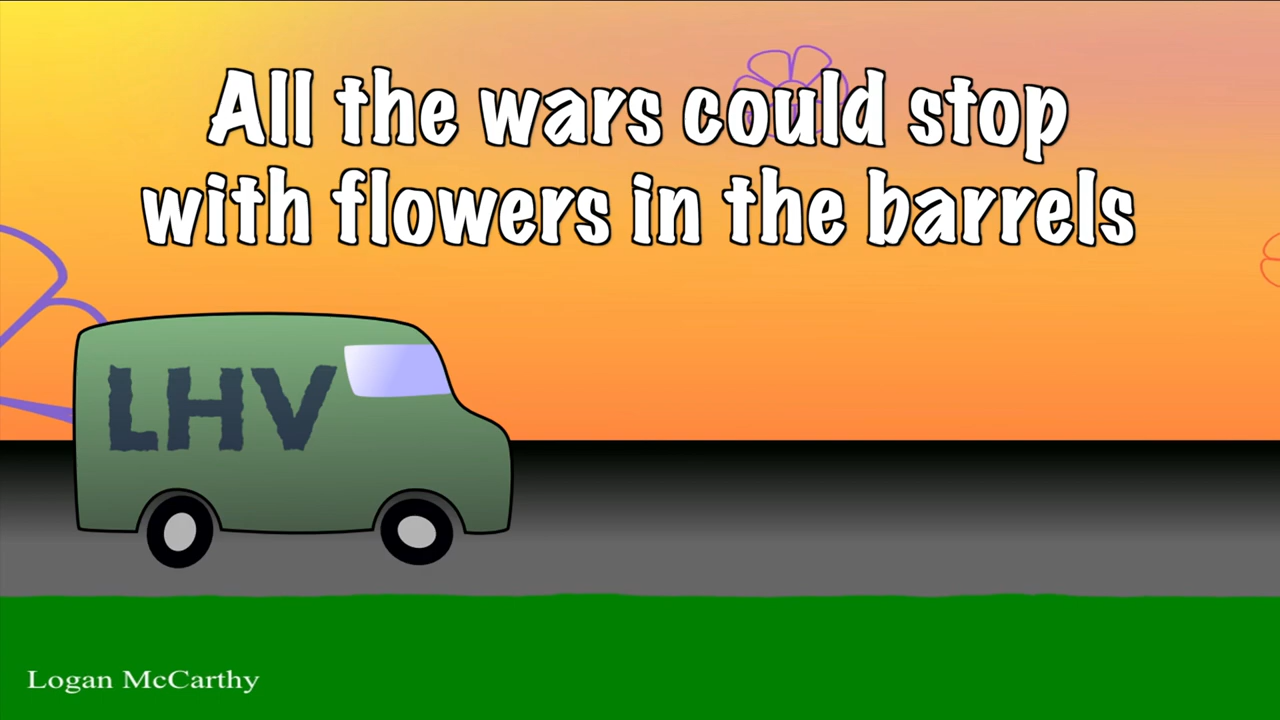 All the wars could stop
with flowers in the barrels
LHV
Logan McCarthy